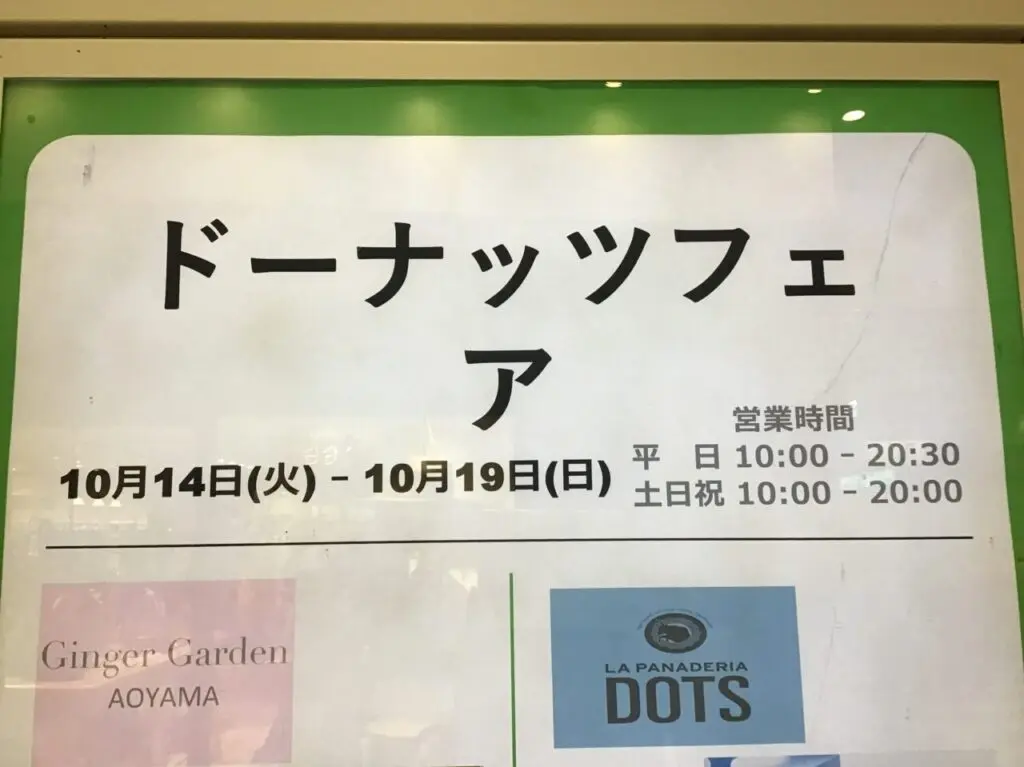 ドーナッツフェ
ア
10月14日(火) – 10月19日(日)
営業時間
平　日 10:00 – 20:30
土日祝 10:00 – 20:00
Ginger Garden
AOYAMA
LA PANADERIA
DOTS